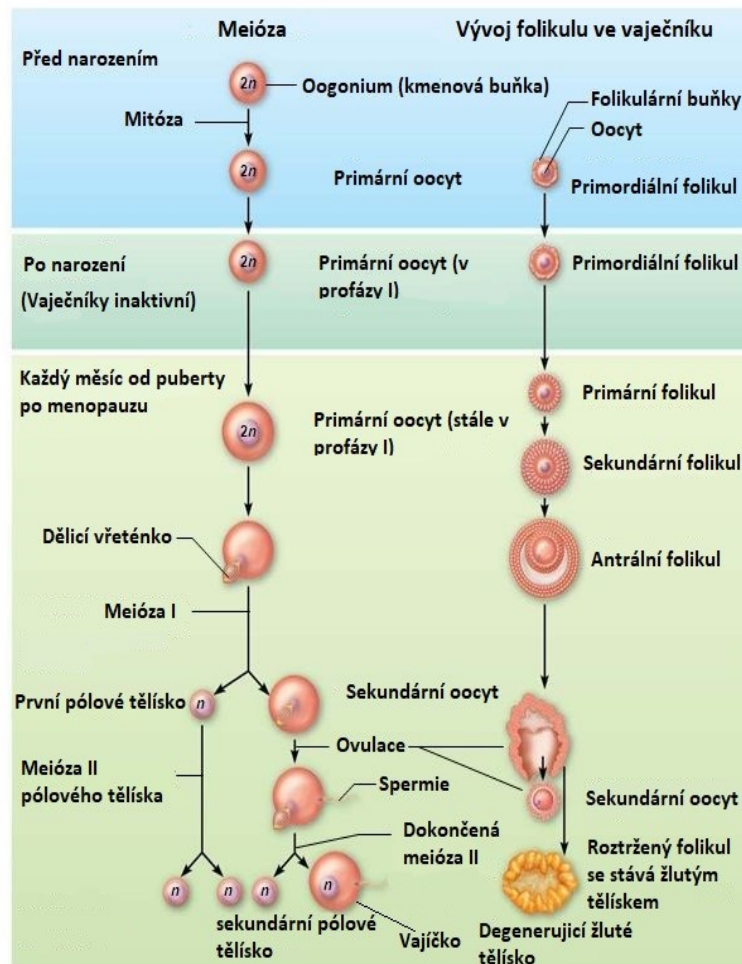 Meióza
Vývoj folikulu ve vaječníku
Před narozením
2n
Oogonium (kmenová buňka)
Folikulární buňky
Mitóza
Oocyt
2n
Primární oocyt
Primordiální folikul
Po narození
(Vaječníky inaktivní)
2n
Primární oocyt (v
profázy I)
Primordiální folikul
Každý měsíc od puberty
po menopauzu
2n
Primární oocyt (stále v
profázy I)
Primární folikul
Sekundární folikul
Dělicí vřeténko
Antrální folikul
Meióza I
První pólové tělísko
n
Sekundární oocyt
Ovulace
Meióza II
pólového tělíska
Spermie
Sekundární oocyt
Dokončená
meióza II
Roztržený folikul
se stává žlutým
tělískem
n
n
n
n
sekundární pólové
tělísko
Vajíčko
Degenerujicí žluté
tělísko